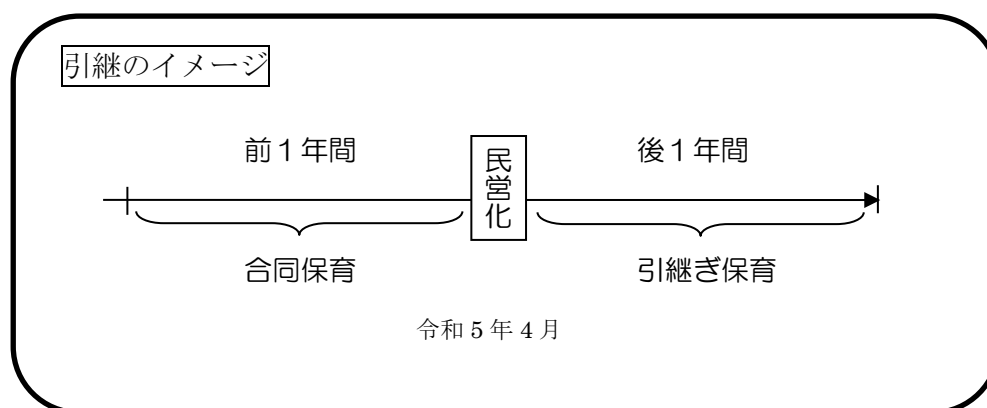 引継のイメージ
前１年間
民営化
後１年間
合同保育
引継ぎ保育
令和5年4月